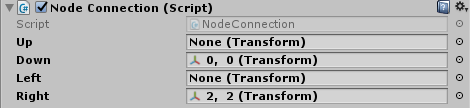 Node Connection (Script)
Script NodeConnection
Up None (Transform)
Down 0, 0 (Transform)
Left None (Transform)
Right 2, 2 (Transform)